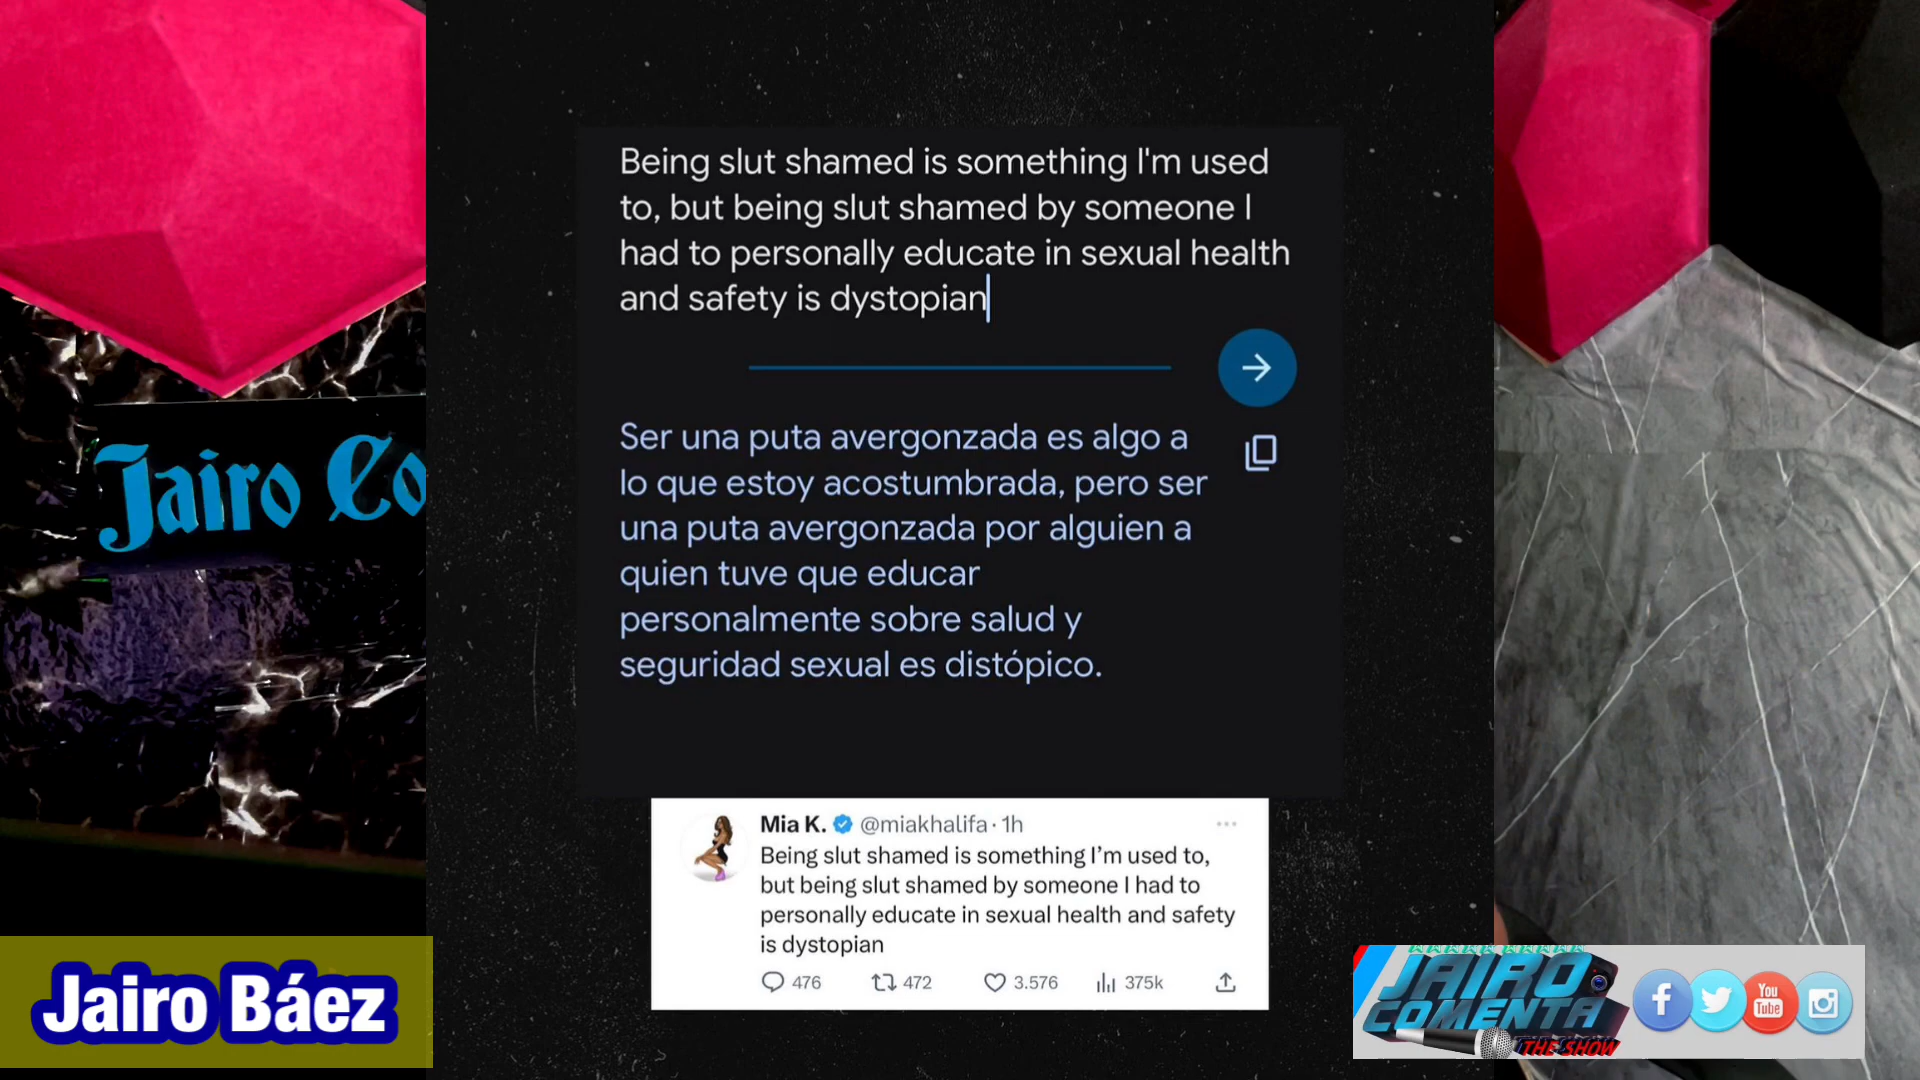 Being slut shamed is something I'm used
to, but being slut shamed by someone I
had to personally educate in sexual health
and safety is dystopian
Ser una puta avergonzada es algo a
lo que estoy acostumbrada, pero ser
una puta avergonzada por alguien a
quien tuve que educar
personalmente sobre salud y
seguridad sexual es distópico.
Jairo Co
Mia K. @miakhalifa · 1h
Being slut shamed is something I’m used to,
but being slut shamed by someone I had to
personally educate in sexual health and safety
is dystopian
476 472 3.576 375k
Jairo Báez
JAIRO
COMENTA
THE SHOW
You
Tube